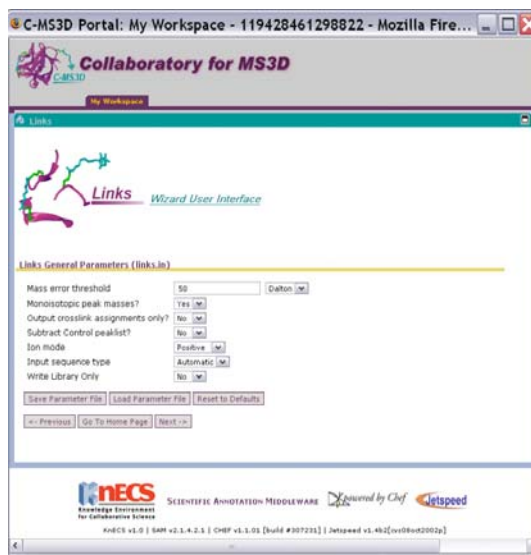 C-MS3D Portal: My Workspace - 119428461298822 - Mozilla Fire...
C-MS3D
Collaboratory for MS3D
My Workspace
Links
Links
Wizard User Interface
Links General Parameters (links.in)
Mass error threshold 50 Dalton
Monoisotopic peak masses? Yes
Output crosslink assignments only? No
Subtract Control peaklist? No
Ion mode Positive
Input sequence type Automatic
Write Library Only No
Save Parameter File Load Parameter File Reset to Defaults
<- Previous Go To Home Page Next ->
KnECS
Knowledge Environment
for Collaborative Science
SCIENTIFIC ANNOTATION MIDDLEWARE
powered by Chef
Jetspeed
KnECS v1.0 | SAM v2.1.4.2.1 | CHEF v1.1.01 [build #307231] | Jetspeed v1.4b2[cvs08oct2002p]